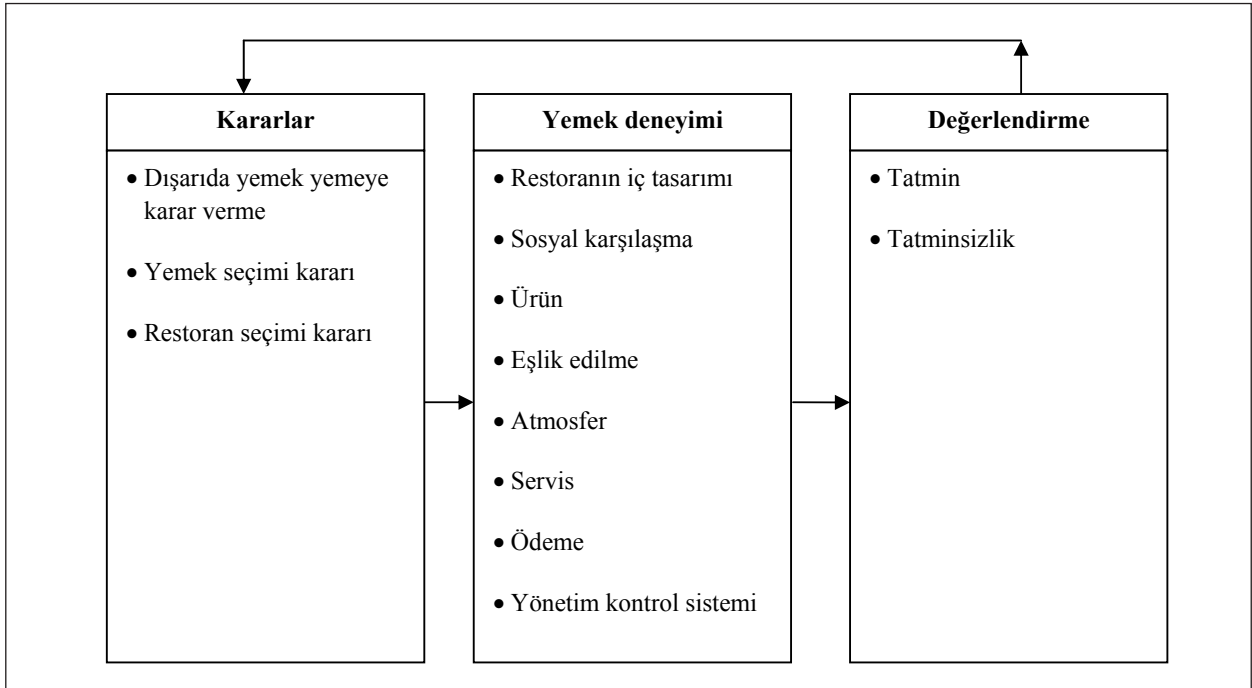 Kararlar
• Dışarıda yemek yemeye
karar verme
• Yemek seçimi kararı
• Restoran seçimi kararı
Yemek deneyimi
• Restoranın iç tasarımı
• Sosyal karşılaşma
• Ürün
• Eşlik edilme
• Atmosfer
• Servis
• Ödeme
• Yönetim kontrol sistemi
Değerlendirme
• Tatmin
• Tatminsizlik